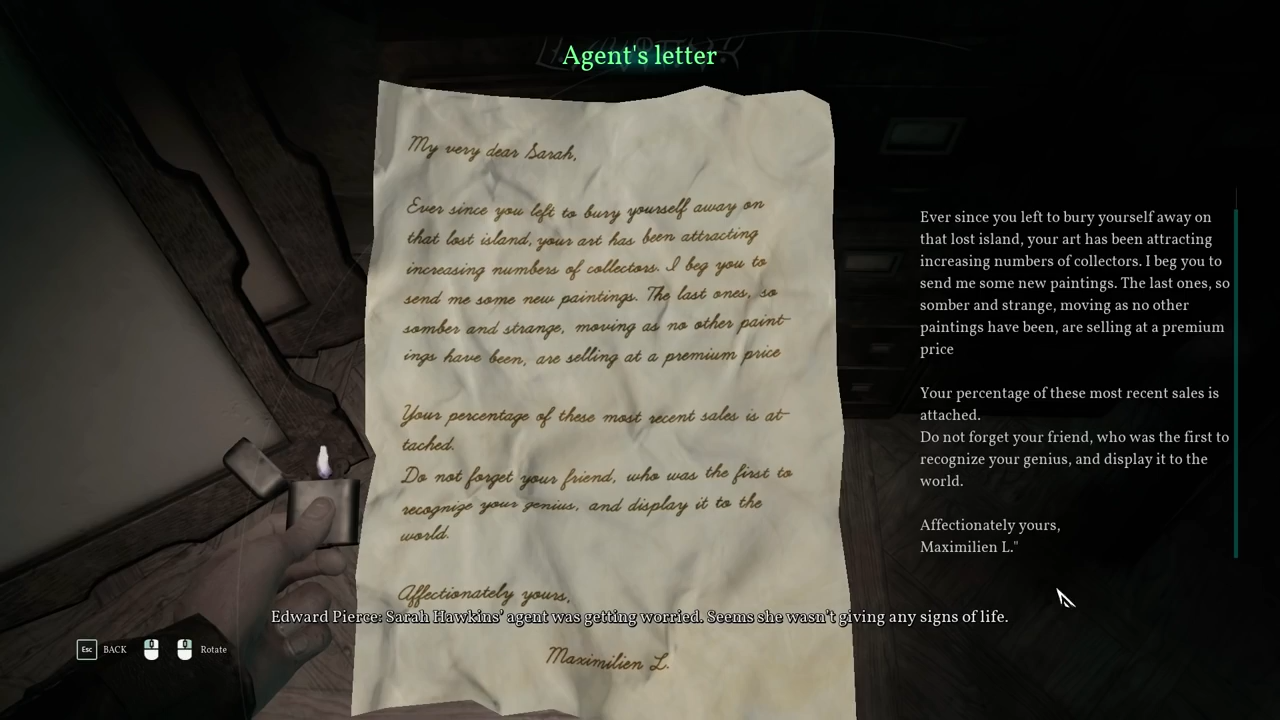 Agent's letter
My very dear Sarah,
Ever since you left to bury yourself away on
that lost island, your art has been attracting
increasing numbers of collectors. I beg you to
send me some new paintings. The last ones, so
somber and strange, moving as no other paint-
ings have been, are selling at a premium price
Your percentage of these most recent sales is at-
tached.
Do not forget your friend, who was the first to
recognize your genius, and display it to the
world.
Affectionately yours,
Maximilien L.
Ever since you left to bury yourself away on
that lost island, your art has been attracting
increasing numbers of collectors. I beg you to
send me some new paintings. The last ones, so
somber and strange, moving as no other
paintings have been, are selling at a premium
price
Your percentage of these most recent sales is
attached.
Do not forget your friend, who was the first to
recognize your genius, and display it to the
world.
Affectionately yours,
Maximilien L."
Edward Pierce: Sarah Hawkins' agent was getting worried. Seems she wasn't giving any signs of life.
Esc BACK Rotate